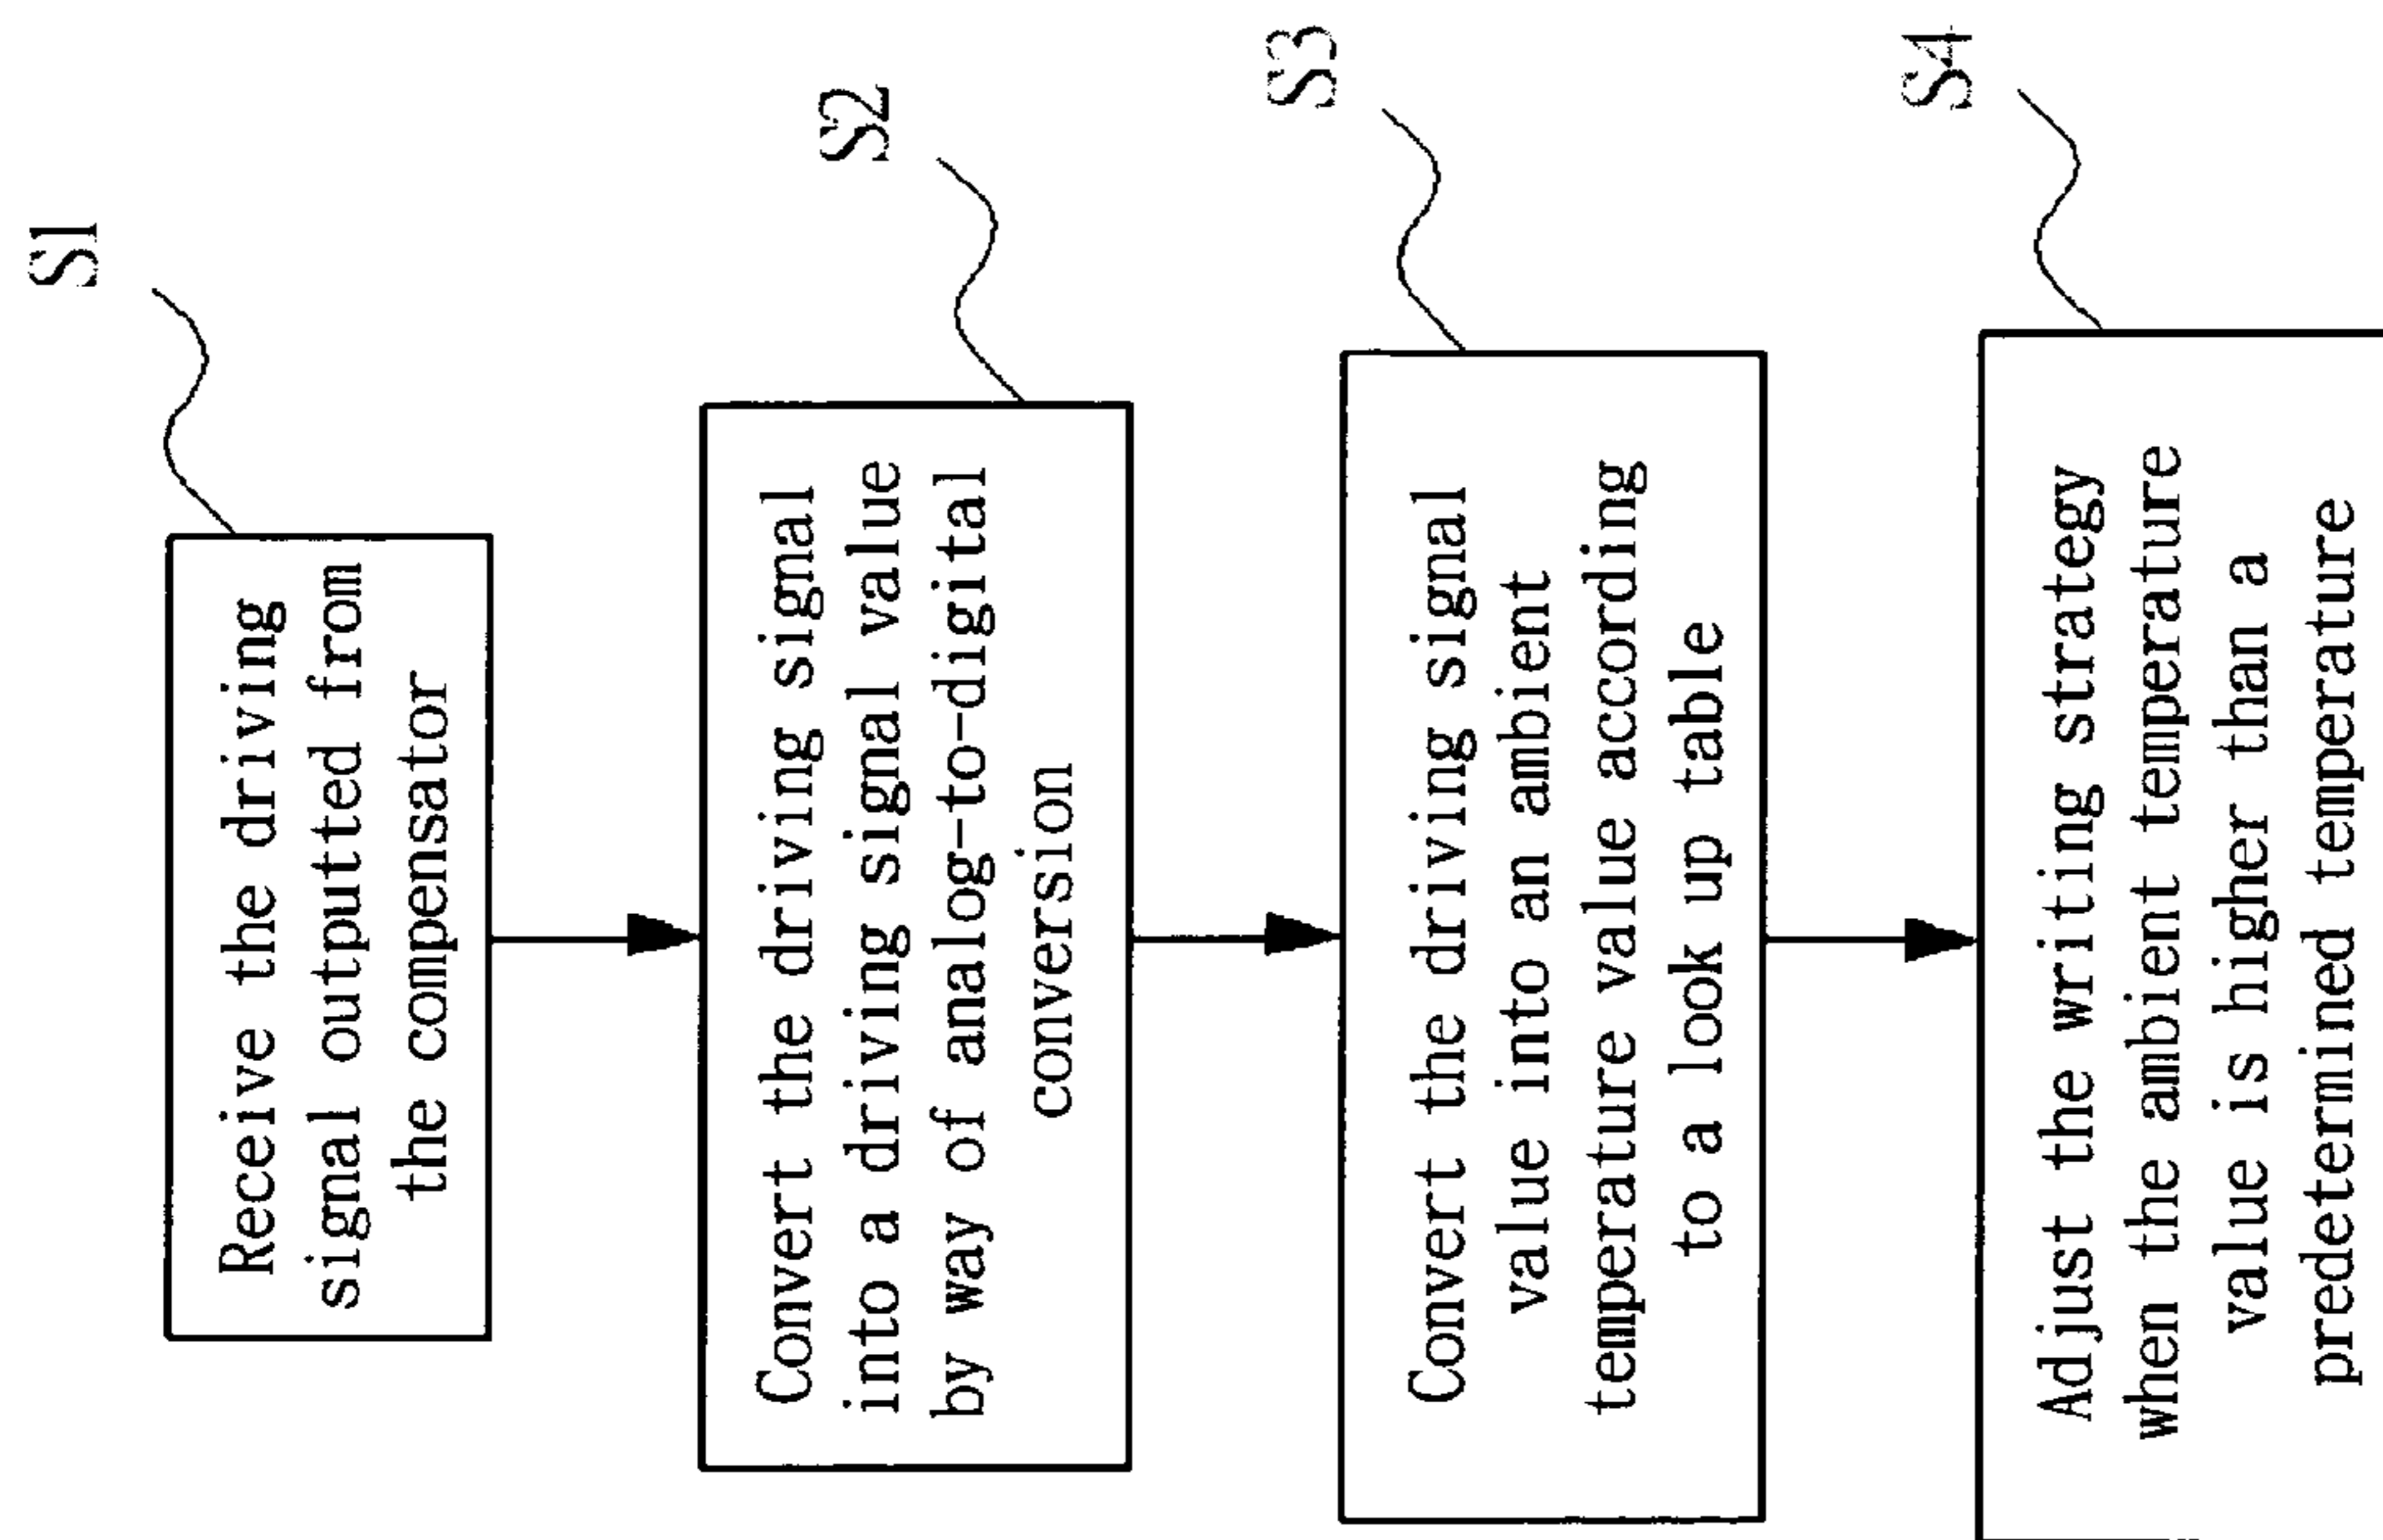 S1
Receive the driving
signal outputted from
the compensator
S2
Convert the driving signal
into a driving signal value
by way of analog-to-digital
conversion
S3
Convert the driving signal
value into an ambient
temperature value according
to a look up table
S4
Adjust the writing strategy
when the ambient temperature
value is higher than a
predetermined temperature